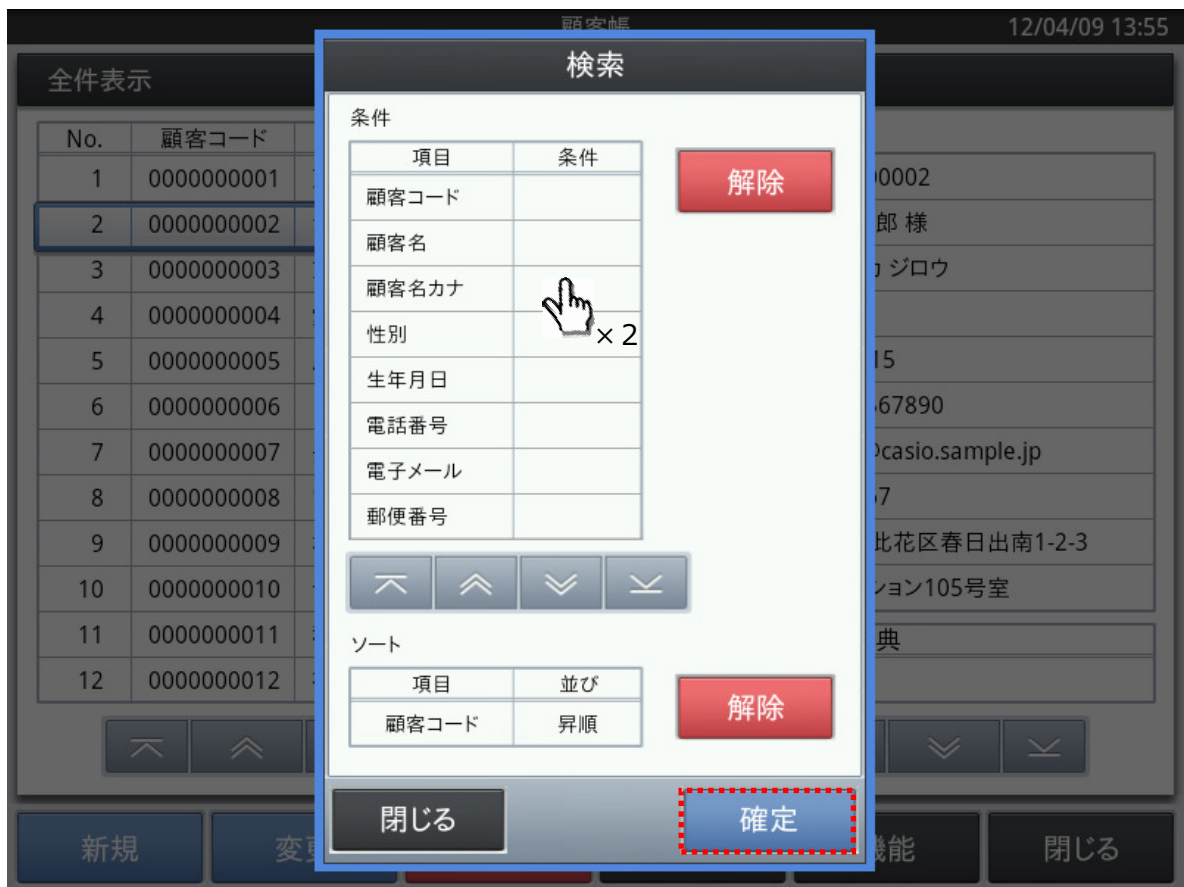 顧客帳 12/04/09 13:55
全件表示
No. 顧客コード
1 0000000001
2 0000000002
3 0000000003
4 0000000004
5 0000000005
6 0000000006
7 0000000007
8 0000000008
9 0000000009
10 0000000010
11 0000000011
12 0000000012
検索
条件
項目 条件
顧客コード
顧客名
顧客名カナ
性別
生年月日
電話番号
電子メール
郵便番号
×2
解除
ソート
項目 並び
顧客コード 昇順
解除
閉じる 確定
0002
郎 様
ジロウ
15
67890
casio.sample.jp
7
此花区春日出南1-2-3
ション105号室
典
新規 変更 機能 閉じる